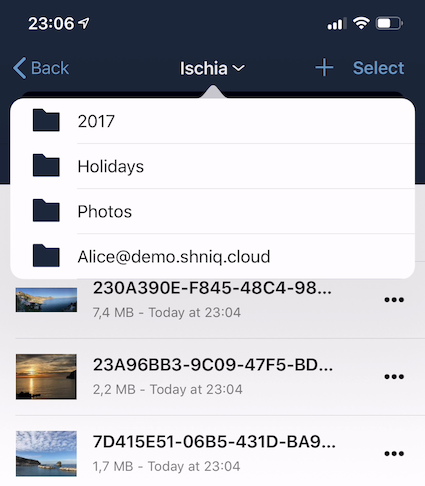 23:06
Back
Ischia
Select
2017
Holidays
Photos
Alice@demo.shniq.cloud
230A390E-F845-48C4-98...
7,4 MB - Today at 23:04
23A96BB3-9C09-47F5-BD...
2,2 MB - Today at 23:04
7D415E51-06B5-431D-BA9...
1,7 MB - Today at 23:04